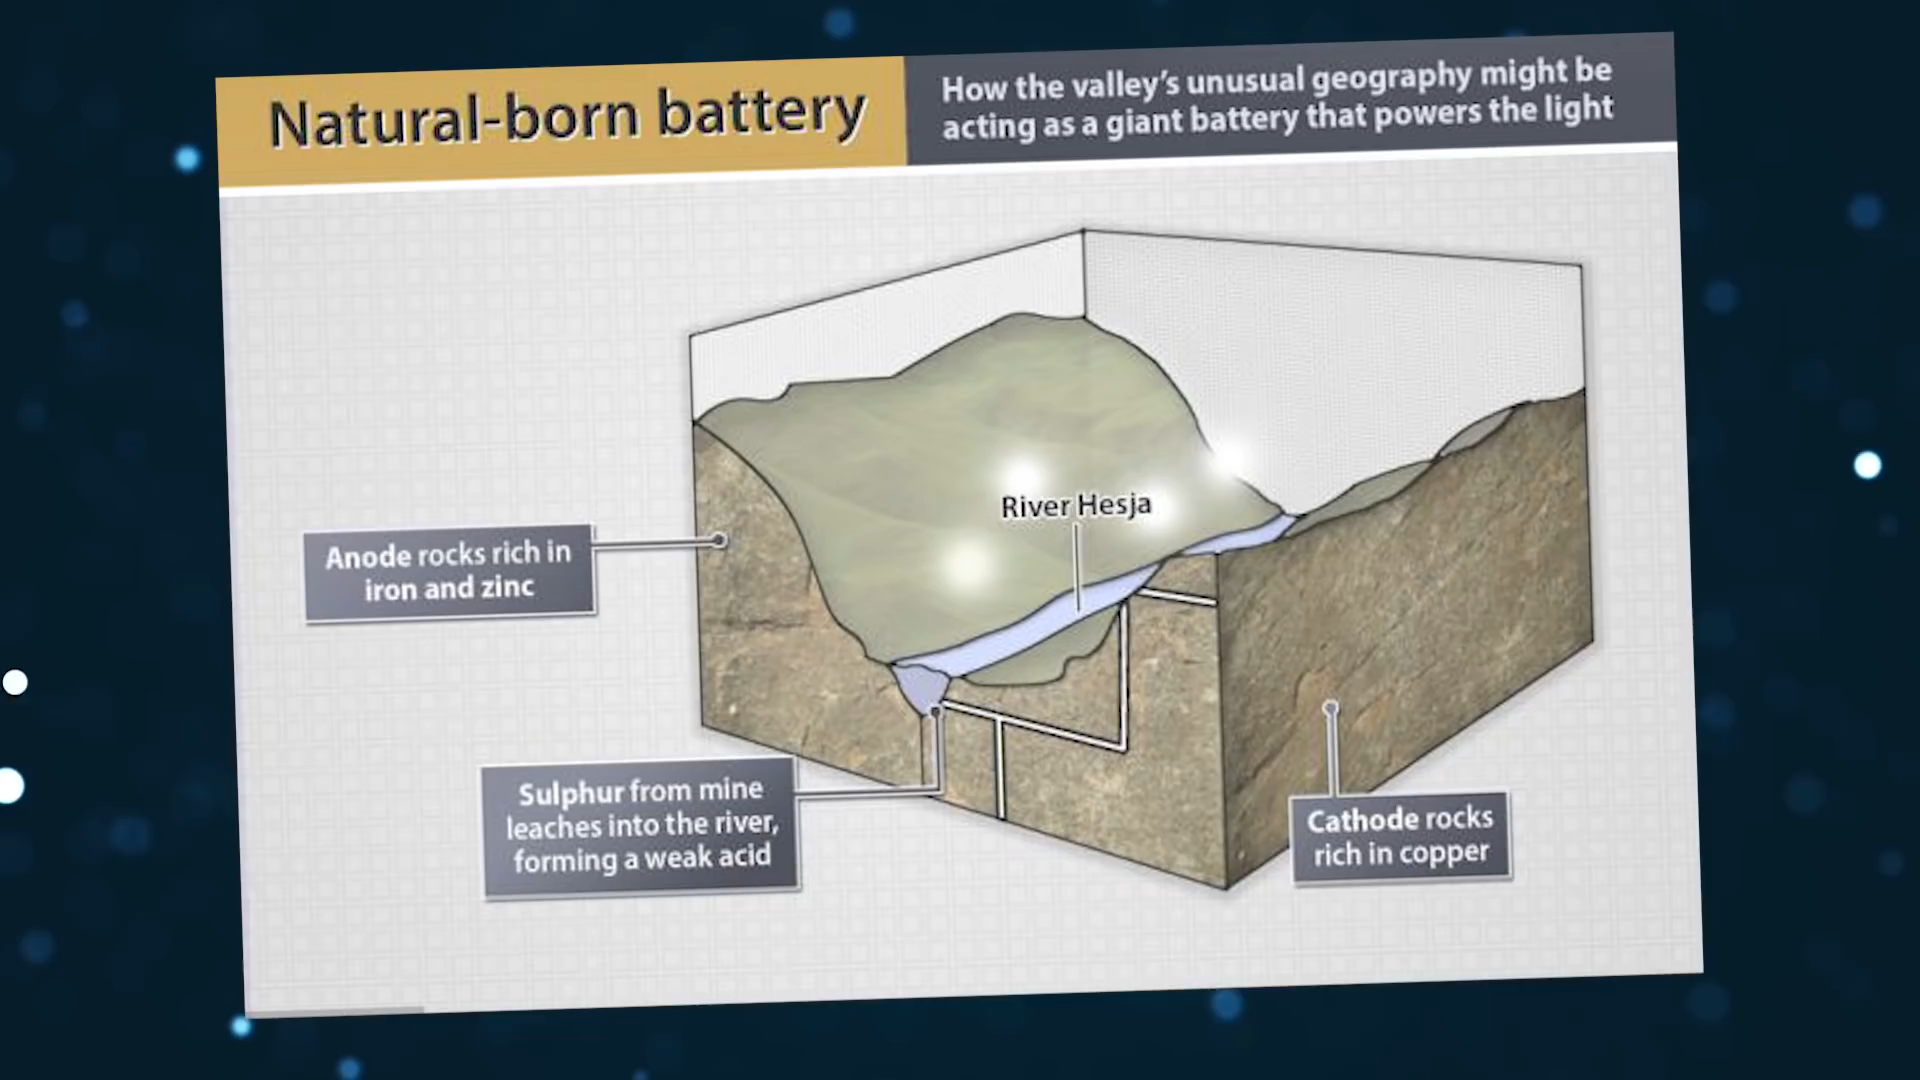 Natural-born battery
How the valley's unusual geography might be
acting as a giant battery that powers the light
River Hesja
Anode rocks rich in
iron and zinc
Sulphur from mine
leaches into the river,
forming a weak acid
Cathode rocks
rich in copper